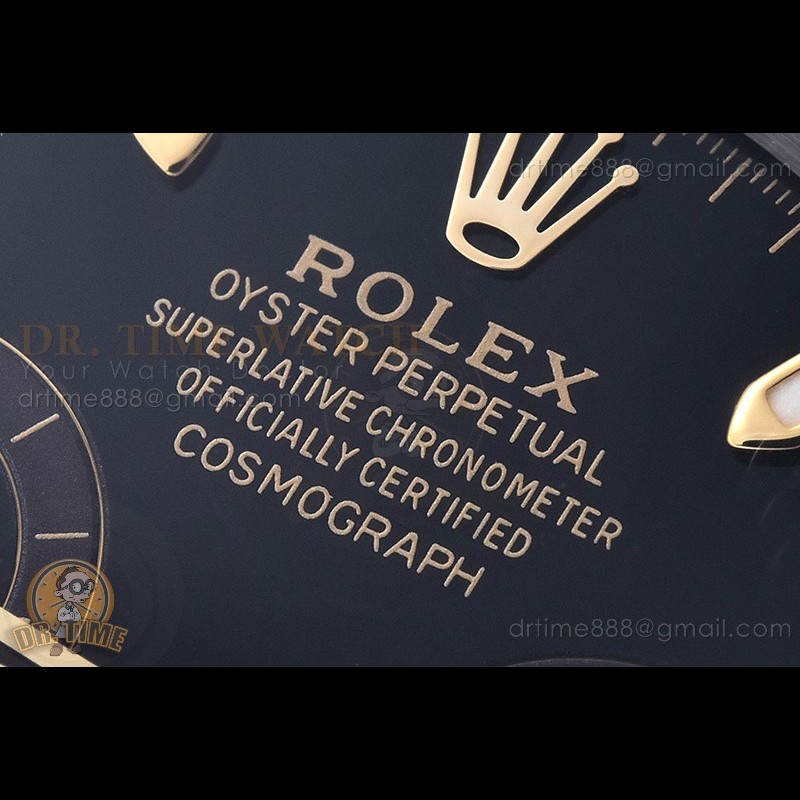 drtime888@gmail.com
ROLEX
OYSTER PERPETUAL
SUPERLATIVE CHRONOMETER
OFFICIALLY CERTIFIED
COSMOGRAPH
DR. TIME WATCH
Your Watch Doctor
drtime888@gmail.com
DR. TIME
drtime888@gmail.com